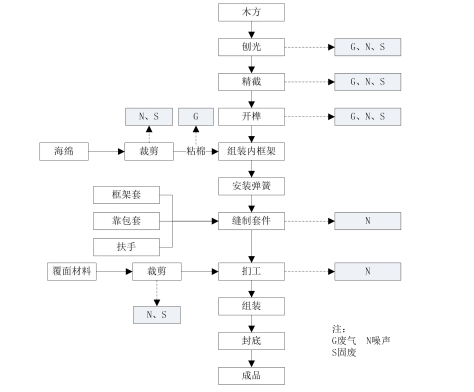 木方
刨光
G、N、S
精截
G、N、S
N、S
G
开榫
G、N、S
海绵
裁剪
粘棉
组装内框架
安装弹簧
框架套
靠包套
缝制套件
N
扶手
覆面材料
裁剪
扪工
N
组装
N、S
注:
G废气 N噪声
S固废
封底
成品